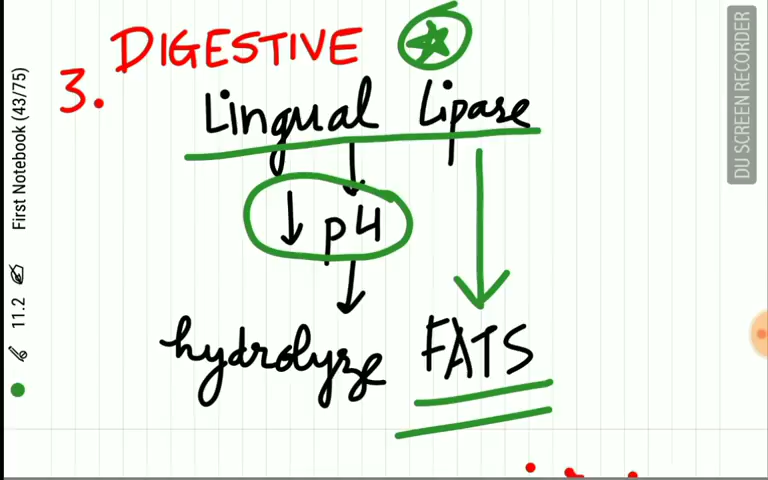 3. DIGESTIVE
Lingual Lipase
↓ pH
hydrolyze FATS
First Notebook (43/75)
11.2
DU SCREEN RECORDER